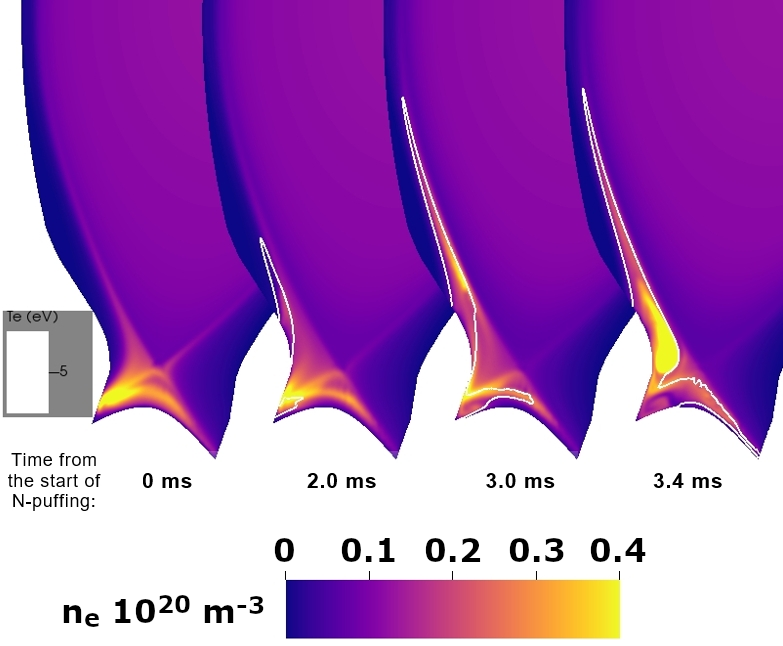 Te (eV)
5
Time from
the start of
N-puffing:
0 ms
2.0 ms
3.0 ms
3.4 ms
0 0.1 0.2 0.3 0.4
nₑ 10²⁰ m⁻³